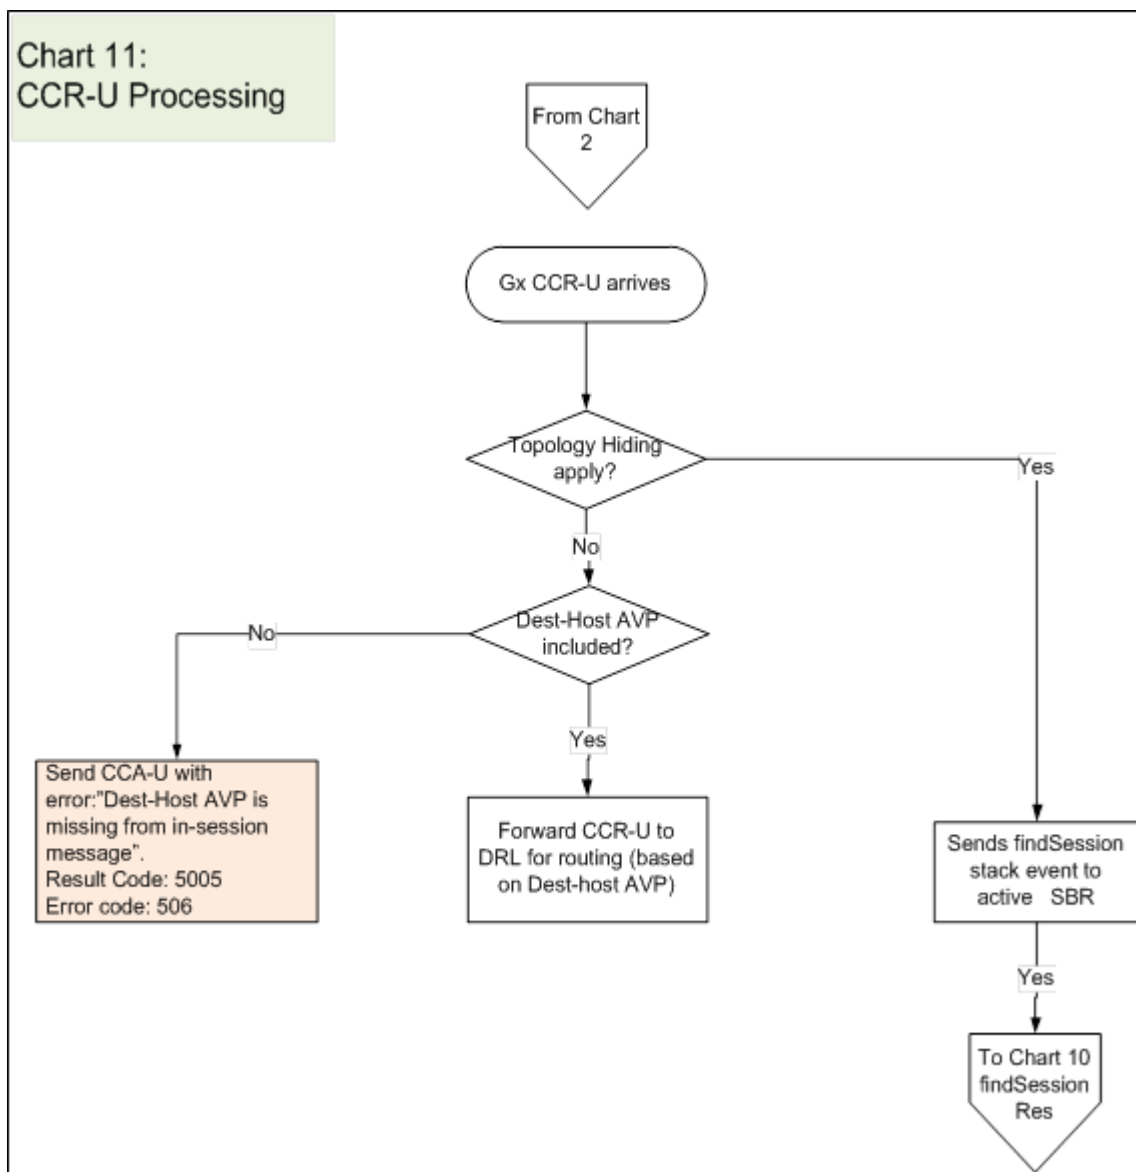 Chart 11:
CCR-U Processing
From Chart
2
Gx CCR-U arrives
Topology Hiding
apply?
Yes
No
Dest-Host AVP
included?
No
Yes
Send CCA-U with
error:"Dest-Host AVP is
missing from in-session
message".
Result Code: 5005
Error code: 506
Forward CCR-U to
DRL for routing (based
on Dest-host AVP)
Sends findSession
stack event to
active SBR
Yes
To Chart 10
findSession
Res